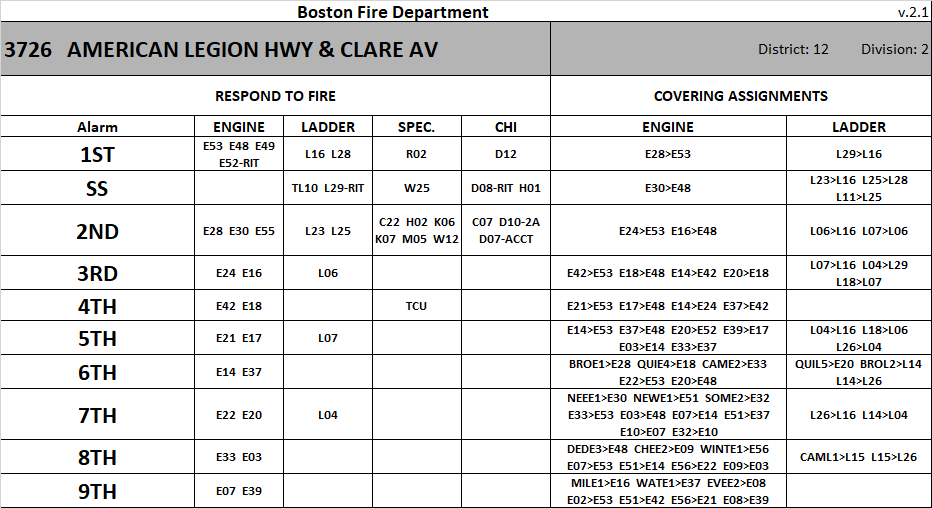 Boston Fire Department v.2.1
3726 AMERICAN LEGION HWY & CLARE AV District: 12 Division: 2
RESPOND TO FIRE COVERING ASSIGNMENTS
Alarm ENGINE LADDER SPEC. CHI ENGINE LADDER
1ST
E53 E48 E49
E52-RIT
L16 L28
R02
D12
E28>E53
L29>L16
SS
TL10 L29-RIT
W25
D08-RIT H01
E30>E48
L23>L16 L25>L28
L11>L25
2ND
E28 E30 E55
L23 L25
C22 H02 K06
K07 M05 W12
C07 D10-2A
D07-ACCT
E24>E53 E16>E48
L06>L16 L07>L06
3RD
E24 E16
L06
E42>E53 E18>E48 E14>E42 E20>E18
L07>L16 L04>L29
L18>L07
4TH
E42 E18
TCU
E21>E53 E17>E48 E14>E24 E37>E42
5TH
E21 E17
L07
E14>E53 E37>E48 E20>E52 E39>E17
E03>E14 E33>E37
L04>L16 L18>L06
L26>L04
6TH
E14 E37
BROE1>E28 QUIE4>E18 CAME2>E33
E22>E53 E20>E48
QUIL5>E20 BROL2>L14
L14>L26
7TH
E22 E20
L04
NEEE1>E30 NEWE1>E51 SOME2>E32
E33>E53 E03>E48 E07>E14 E51>E37
E10>E07 E32>E10
L26>L16 L14>L04
8TH
E33 E03
DEDE3>E48 CHEE2>E09 WINTE1>E56
E07>E53 E51>E14 E56>E22 E09>E03
CAML1>L15 L15>L26
9TH
E07 E39
MILE1>E16 WATE1>E37 EVEE2>E08
E02>E53 E51>E42 E56>E21 E08>E39